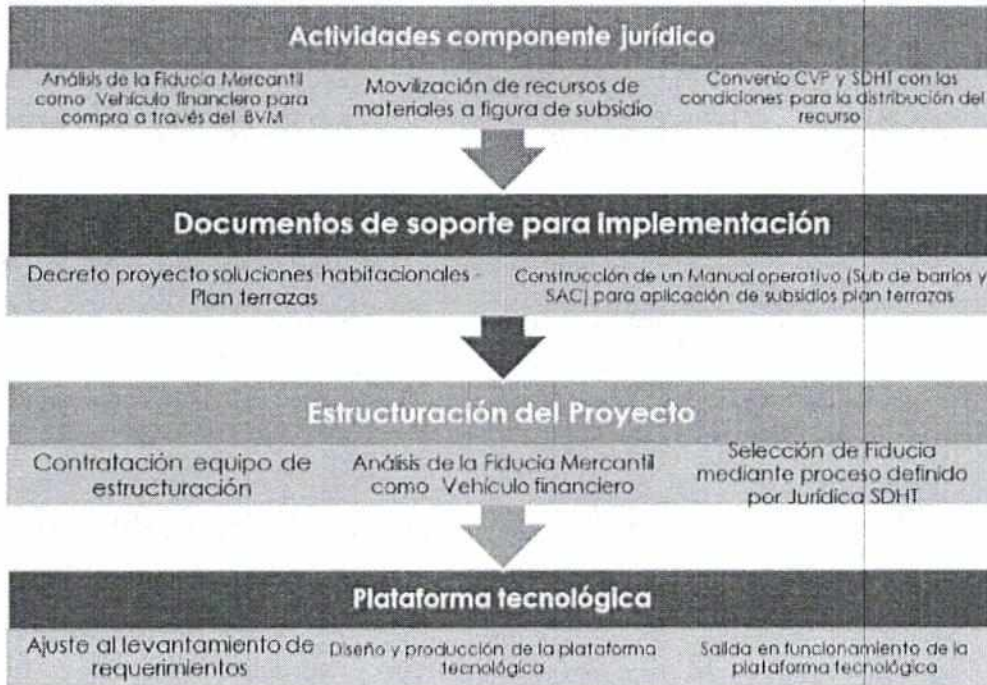 Actividades componente jurídico
Análisis de la Fiducia Mercantil
como Vehículo financiero para
compra a través del BVM
Movilización de recursos de
materiales a figura de subsidio
Convenio CVP y SDHT con las
condiciones para la distribución del
recurso
Documentos de soporte para implementación
Decreto proyecto soluciones habitacionales -
Plan terrazas
Construcción de un Manual operativo (Sub de barrios y
SAC) para aplicación de subsidios plan terrazas
Estructuración del Proyecto
Contratación equipo de
estructuración
Análisis de la Fiducia Mercantil
como Vehículo financiero
Selección de Fiducia
mediante proceso definido
por Jurídica SDHT
Plataforma tecnológica
Ajuste al levantamiento de
requerimientos
Diseño y producción de la plataforma
tecnológica
Salida en funcionamiento de la
plataforma tecnológica